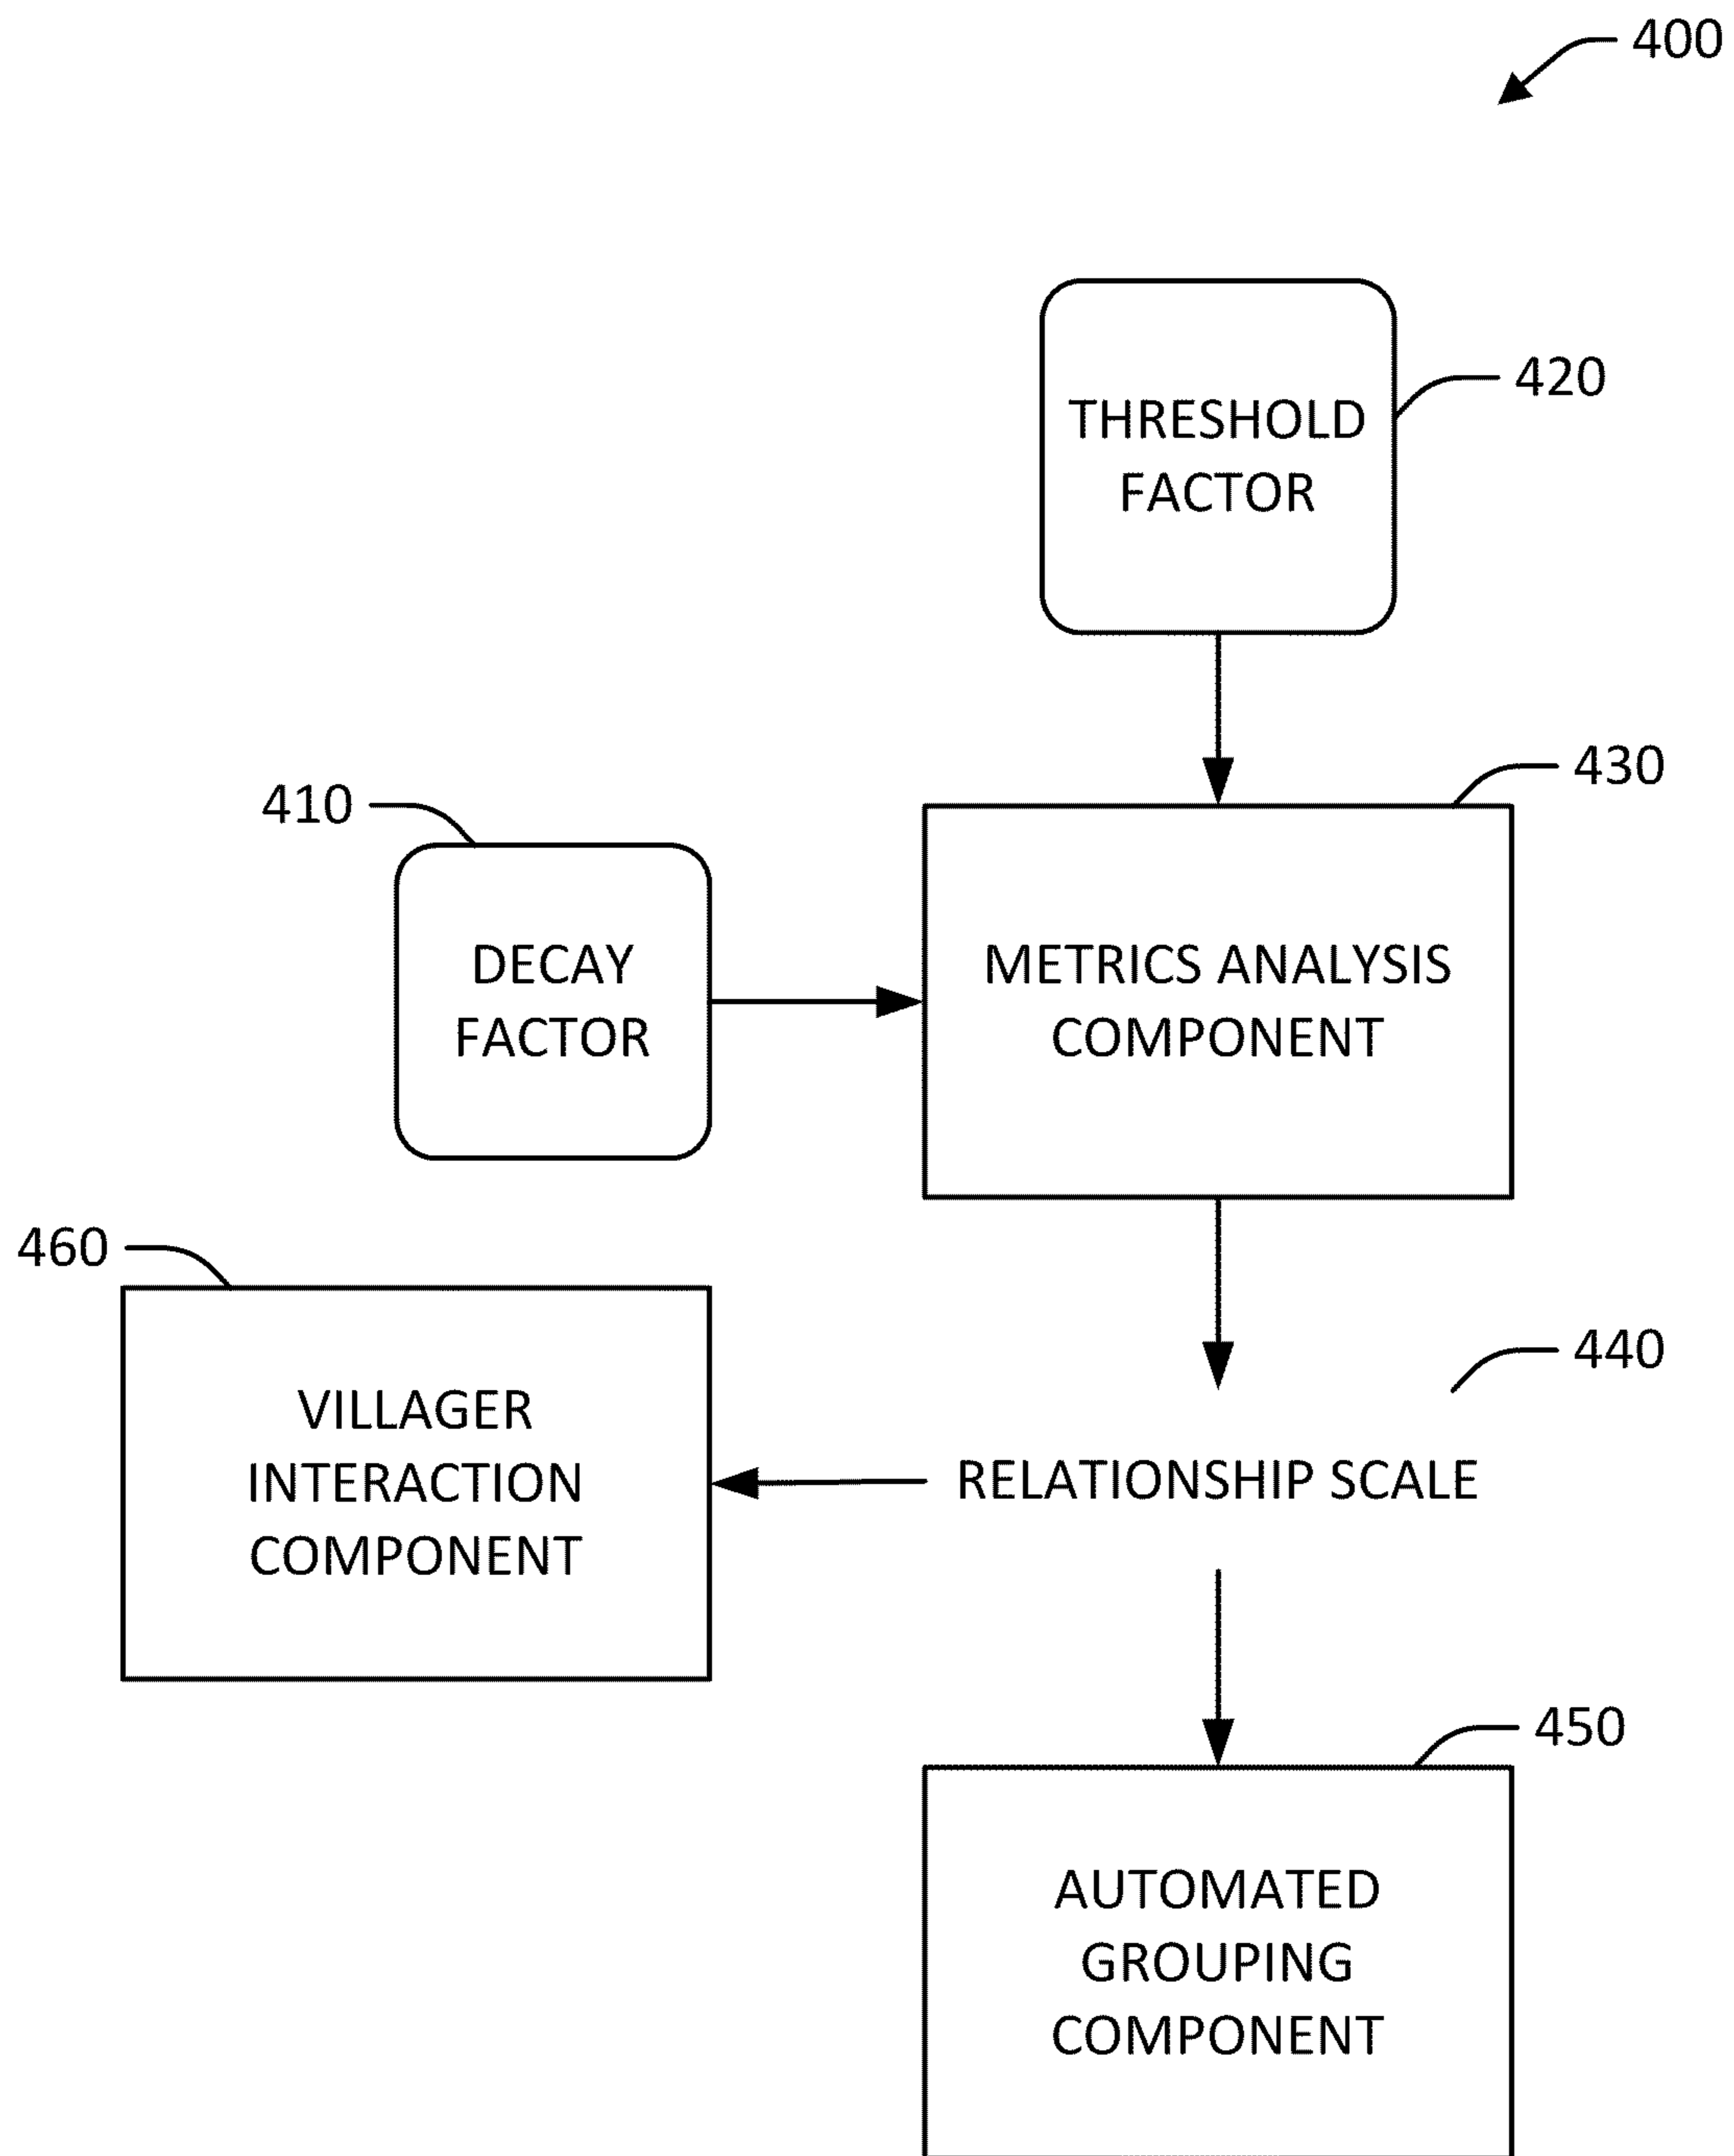 400
THRESHOLD
FACTOR
420
430
410
DECAY
FACTOR
METRICS ANALYSIS
COMPONENT
460
440
VILLAGER
INTERACTION
COMPONENT
RELATIONSHIP SCALE
450
AUTOMATED
GROUPING
COMPONENT